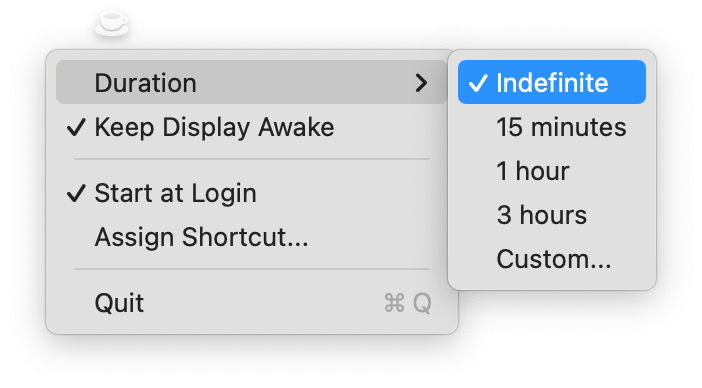 Duration
Keep Display Awake
Start at Login
Assign Shortcut...
Quit ⌘ Q
Indefinite
15 minutes
1 hour
3 hours
Custom...